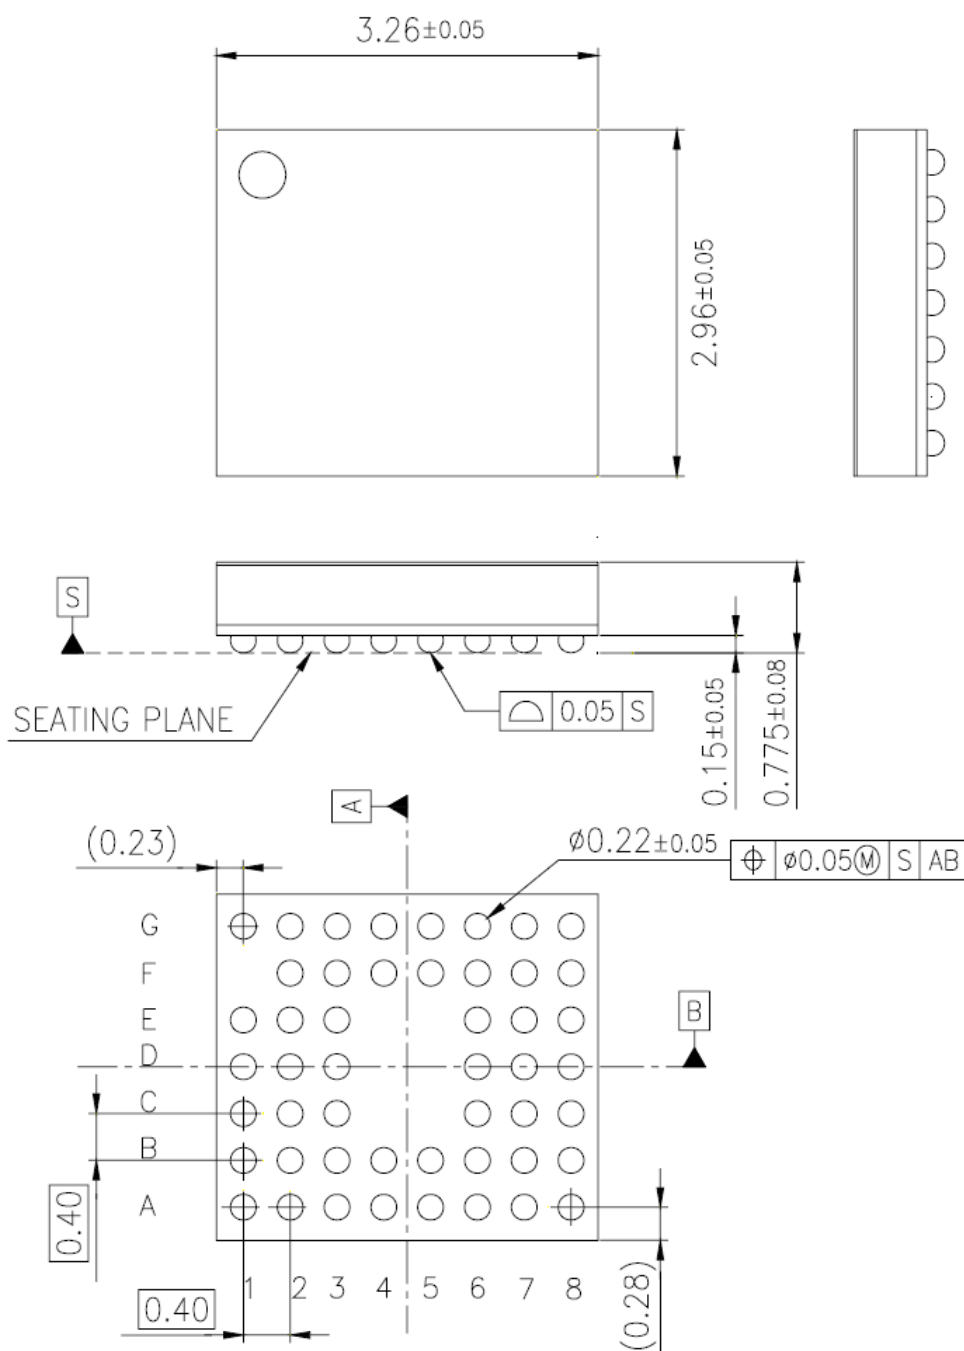 3.26±0.05
2.96±0.05
S
SEATING PLANE
0.05 S
0.15±0.05
0.775±0.08
A
(0.23)
ø0.22±0.05
ø0.05Ⓜ S AB
G
F
E
B
D
C
B
A
0.40
1 2 3 4 5 6 7 8
0.40
(0.28)